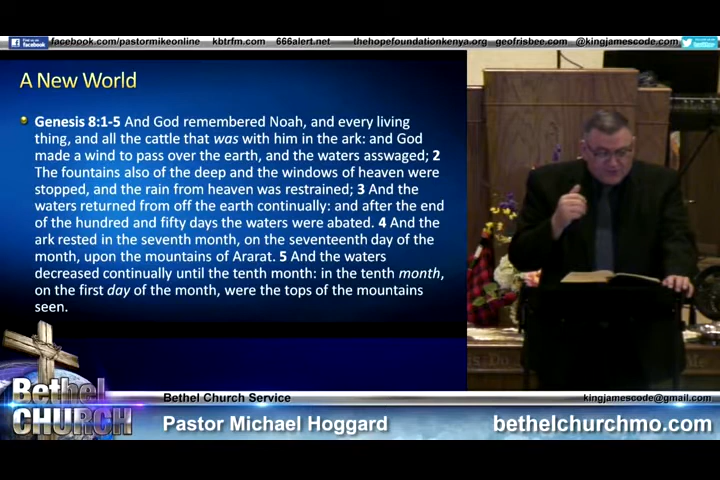 Find us on facebook facebook.com/pastormikeonline kbtrfm.com 666alert.net thehopefoundationkenya.org geofrisbee.com @kingjamescode.com
A New World
Genesis 8:1-5 And God remembered Noah, and every living
thing, and all the cattle that was with him in the ark: and God
made a wind to pass over the earth, and the waters asswaged; 2
The fountains also of the deep and the windows of heaven were
stopped, and the rain from heaven was restrained; 3 And the
waters returned from off the earth continually: and after the end
of the hundred and fifty days the waters were abated. 4 And the
ark rested in the seventh month, on the seventeenth day of the
month, upon the mountains of Ararat. 5 And the waters
decreased continually until the tenth month: in the tenth month,
on the first day of the month, were the tops of the mountains
seen.
Bethel
CHURCH
Bethel Church Service
kingjamescode@gmail.com
Pastor Michael Hoggard
bethelchurchmo.com